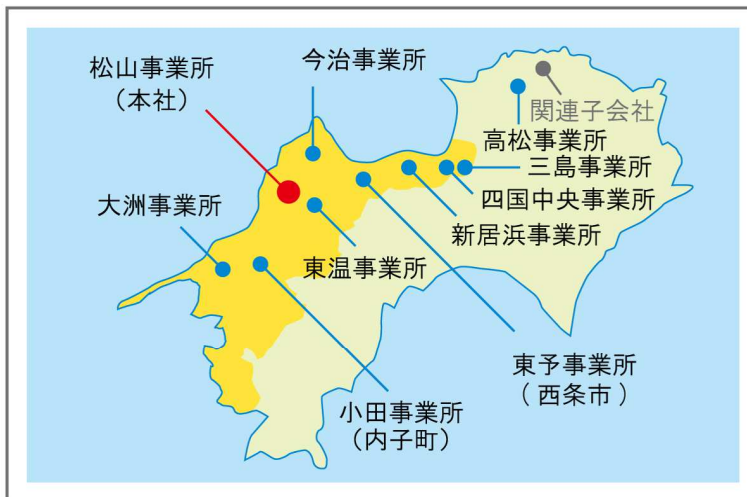 松山事業所
（本社）
今治事業所
関連子会社
高松事業所
三島事業所
四国中央事業所
新居浜事業所
大洲事業所
東温事業所
東予事業所
（西条市）
小田事業所
（内子町）